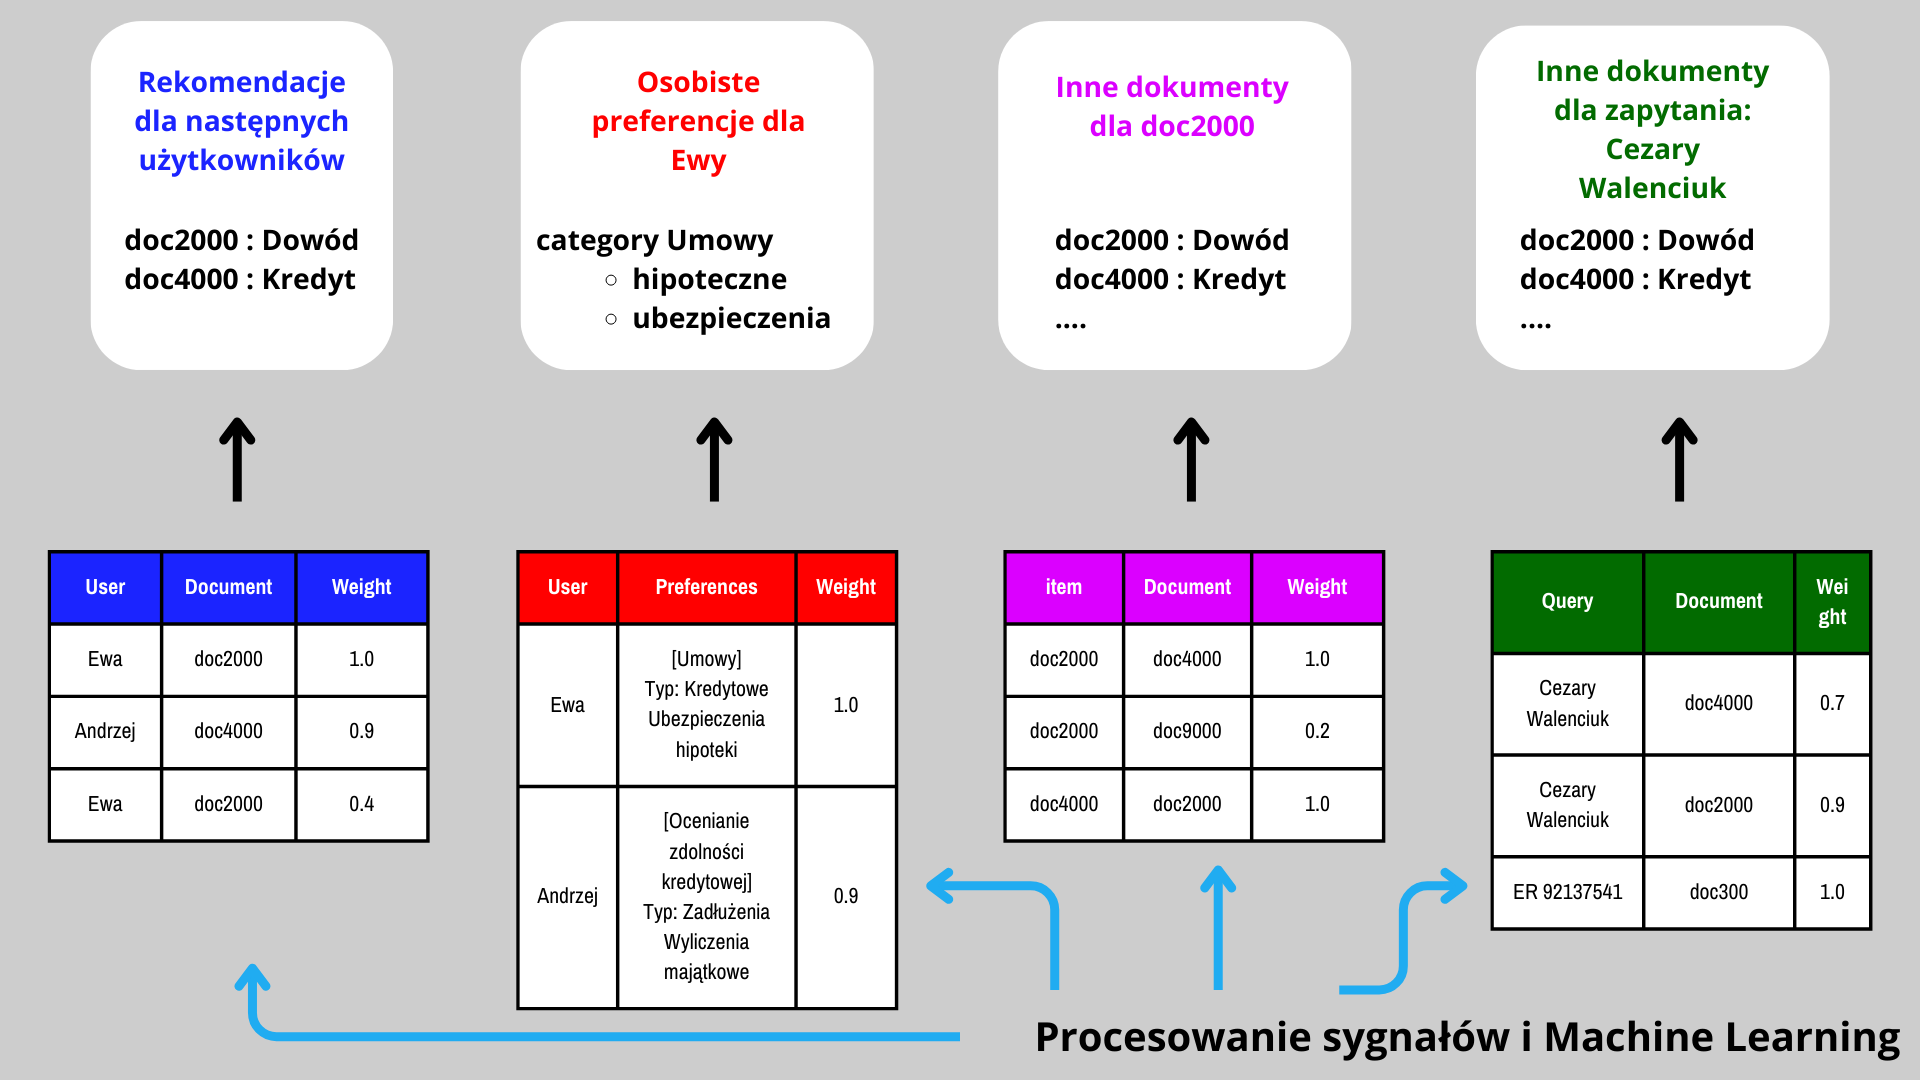 Rekomendacje
dla następnych
użytkowników
doc2000 : Dowód
doc4000 : Kredyt
Osobiste
preferencje dla
Ewy
category Umowy
hipoteczne
ubezpieczenia
Inne dokumenty
dla doc2000
doc2000 : Dowód
doc4000 : Kredyt
....
Inne dokumenty
dla zapytania:
Cezary
Walenciuk
doc2000 : Dowód
doc4000 : Kredyt
....
User Document Weight
Ewa doc2000 1.0
Andrzej doc4000 0.9
Ewa doc2000 0.4
User Preferences Weight
Ewa
[Umowy]
Typ: Kredytowe
Ubezpieczenia
hipoteki
1.0
Andrzej
[Ocenianie
zdolności
kredytowej]
Typ: Zadłużenia
Wyliczenia
majątkowe
0.9
item Document Weight
doc2000 doc4000 1.0
doc2000 doc9000 0.2
doc4000 doc2000 1.0
Query
Document
Wei
ght
Cezary
Walenciuk
doc4000
0.7
Cezary
Walenciuk
doc2000
0.9
ER 92137541 doc300 1.0
Procesowanie sygnałów i Machine Learning